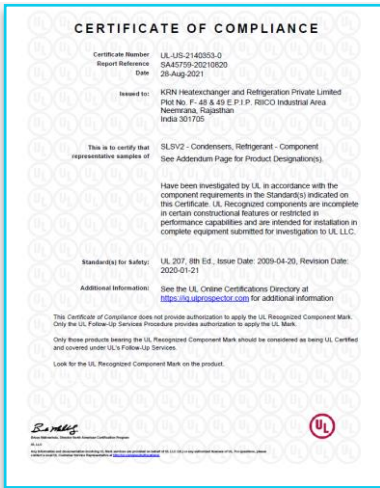 CERTIFICATE OF COMPLIANCE
Certificate Number UL-US-2140353-0
Report Reference SA45759-20210820
Date 28-Aug-2021
Issued to: KRN Heatexchanger and Refrigeration Private Limited
Plot No. F- 48 & 49 E.P.I.P. RIICO Industrial Area
Neemrana, Rajasthan
India 301705
This is to certify that SLSV2 - Condensers, Refrigerant - Component
representative samples of See Addendum Page for Product Designation(s).
Have been investigated by UL in accordance with the
component requirements in the Standard(s) indicated on
this Certificate. UL Recognized components are incomplete
in certain constructional features or restricted in
performance capabilities and are intended for installation in
complete equipment submitted for investigation to UL LLC.
Standard(s) for Safety: UL 207, 8th Ed., Issue Date: 2009-04-20, Revision Date:
2020-01-21
Additional Information: See the UL Online Certifications Directory at
https://iq.ulprospector.com for additional information
This Certificate of Compliance does not provide authorization to apply the UL Recognized Component Mark.
Only the UL Follow-Up Services Procedure provides authorization to apply the UL Mark.
Only those products bearing the UL Recognized Component Mark should be considered as being UL Certified
and covered under UL's Follow-Up Services.
Look for the UL Recognized Component Mark on the product.
UL